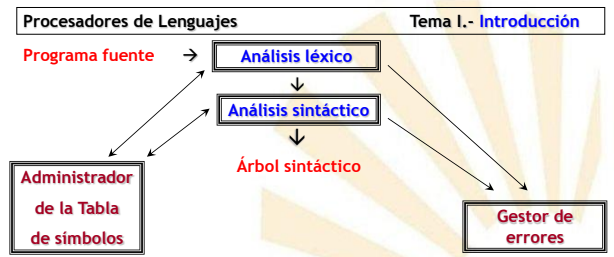 Procesadores de Lenguajes Tema I.- Introducción
Programa fuente → Análisis léxico
Análisis sintáctico
Árbol sintáctico
Administrador
de la Tabla
de símbolos
Gestor de
errores